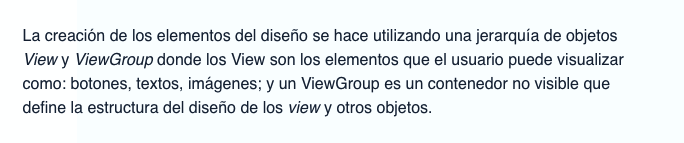 La creación de los elementos del diseño se hace utilizando una jerarquía de objetos
View y ViewGroup donde los View son los elementos que el usuario puede visualizar
como: botones, textos, imágenes; y un ViewGroup es un contenedor no visible que
define la estructura del diseño de los view y otros objetos.